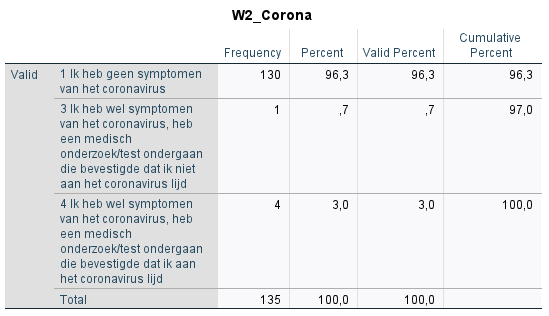 W2_Corona
Frequency Percent Valid Percent Cumulative Percent
Valid 1 Ik heb geen symptomen 130 96,3 96,3 96,3
van het coronavirus
3 Ik heb wel symptomen 1 ,7 ,7 97,0
van het coronavirus, heb
een medisch
onderzoek/test ondergaan
die bevestigde dat ik niet
aan het coronavirus lijd
4 Ik heb wel symptomen 4 3,0 3,0 100,0
van het coronavirus, heb
een medisch
onderzoek/test ondergaan
die bevestigde dat ik aan
het coronavirus lijd
Total 135 100,0 100,0